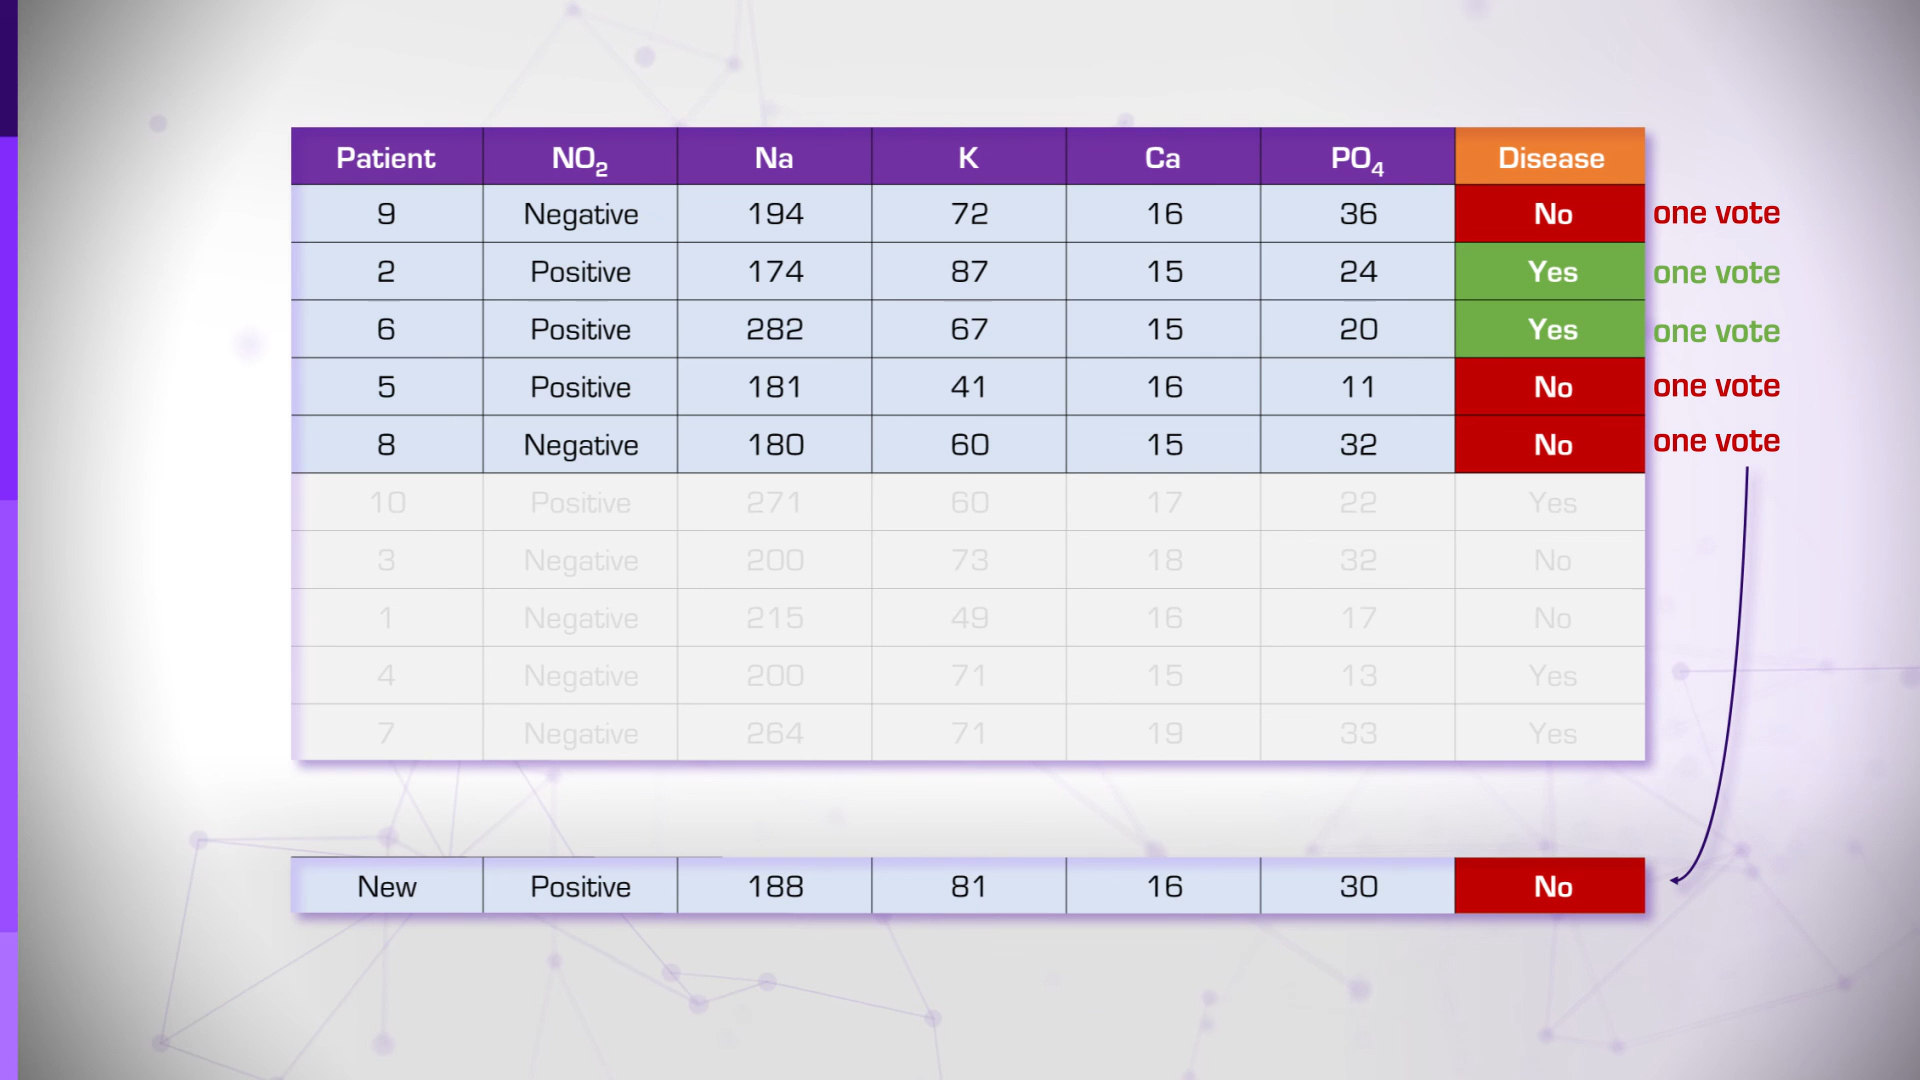 Patient NO₂ Na K Ca PO₄ Disease
9 Negative 194 72 16 36 No one vote
2 Positive 174 87 15 24 Yes one vote
6 Positive 282 67 15 20 Yes one vote
5 Positive 181 41 16 11 No one vote
8 Negative 180 60 15 32 No one vote
10 Positive 271 60 17 22 Yes
3 Negative 200 73 18 32 No
1 Negative 215 49 16 17 No
4 Negative 200 71 15 13 Yes
7 Negative 264 71 19 33 Yes
New Positive 188 81 16 30 No